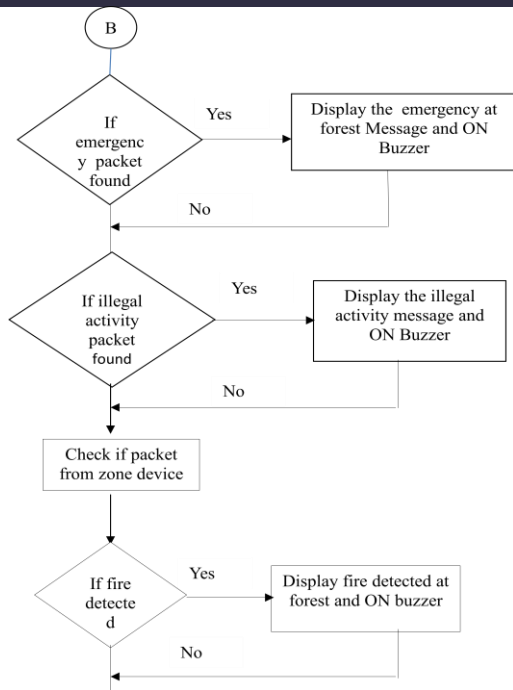 B
If
emergenc
y packet
found
Yes
Display the emergency at
forest Message and ON
Buzzer
No
If illegal
activity
packet
found
Yes
Display the illegal
activity message and
ON Buzzer
No
Check if packet
from zone device
If fire
detecte
d
Yes
Display fire detected at
forest and ON buzzer
No